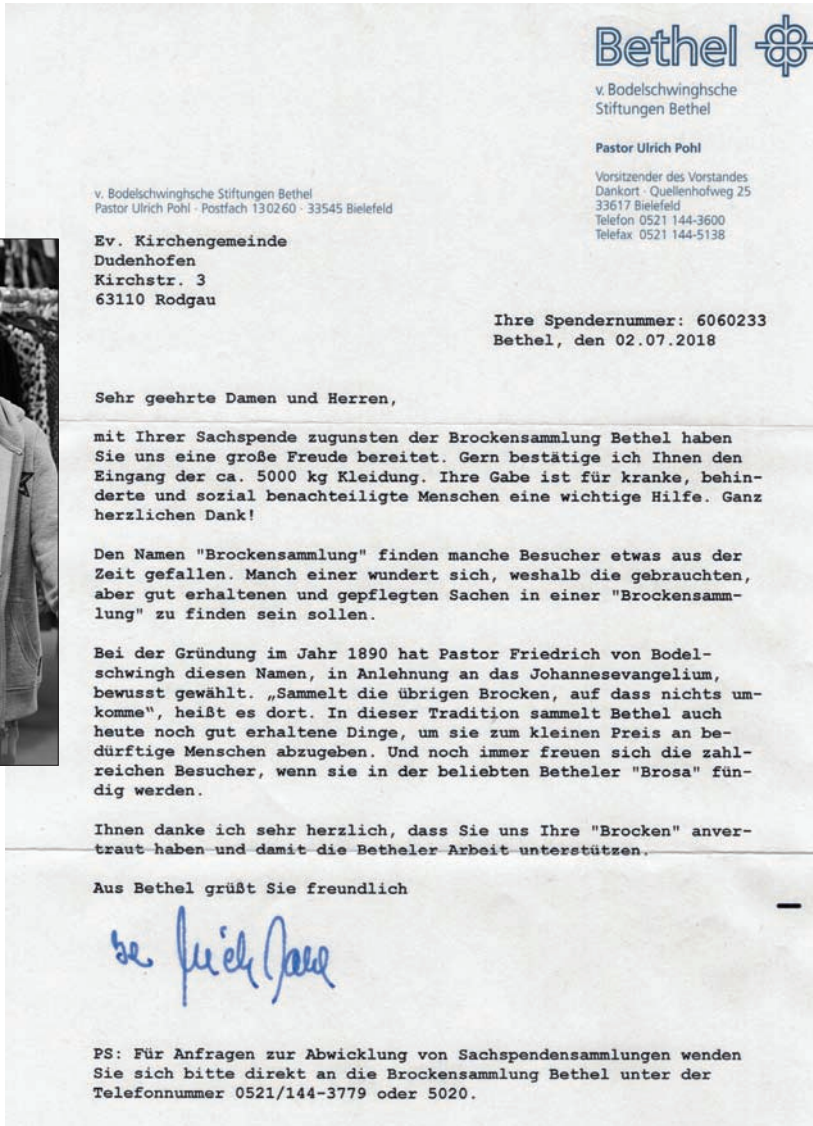 Bethel
v. Bodelschwinghsche
Stiftungen Bethel
Pastor Ulrich Pohl
Vorsitzender des Vorstandes
Dankort · Quellenhofweg 25
33617 Bielefeld
Telefon 0521 144-3600
Telefax 0521 144-5138
v. Bodelschwinghsche Stiftungen Bethel
Pastor Ulrich Pohl · Postfach 130260 · 33545 Bielefeld
Ev. Kirchengemeinde
Dudenhofen
Kirchstr. 3
63110 Rodgau
Ihre Spendernummer: 6060233
Bethel, den 02.07.2018
Sehr geehrte Damen und Herren,
mit Ihrer Sachspende zugunsten der Brockensammlung Bethel haben
Sie uns eine große Freude bereitet. Gern bestätige ich Ihnen den
Eingang der ca. 5000 kg Kleidung. Ihre Gabe ist für kranke, behin-
derte und sozial benachteiligte Menschen eine wichtige Hilfe. Ganz
herzlichen Dank!
Den Namen "Brockensammlung" finden manche Besucher etwas aus der
Zeit gefallen. Manch einer wundert sich, weshalb die gebrauchten,
aber gut erhaltenen und gepflegten Sachen in einer "Brockensamm-
lung" zu finden sein sollen.
Bei der Gründung im Jahr 1890 hat Pastor Friedrich von Bodel-
schwingh diesen Namen, in Anlehnung an das Johannesevangelium,
bewusst gewählt. „Sammelt die übrigen Brocken, auf dass nichts um-
komme“, heißt es dort. In dieser Tradition sammelt Bethel auch
heute noch gut erhaltene Dinge, um sie zum kleinen Preis an be-
dürftige Menschen abzugeben. Und noch immer freuen sich die zahl-
reichen Besucher, wenn sie in der beliebten Betheler "Brosa" fün-
dig werden.
Ihnen danke ich sehr herzlich, dass Sie uns Ihre "Brocken" anver-
traut haben und damit die Betheler Arbeit unterstützen.
Aus Bethel grüßt Sie freundlich
PS: Für Anfragen zur Abwicklung von Sachspendensammlungen wenden
Sie sich bitte direkt an die Brockensammlung Bethel unter der
Telefonnummer 0521/144-3779 oder 5020.